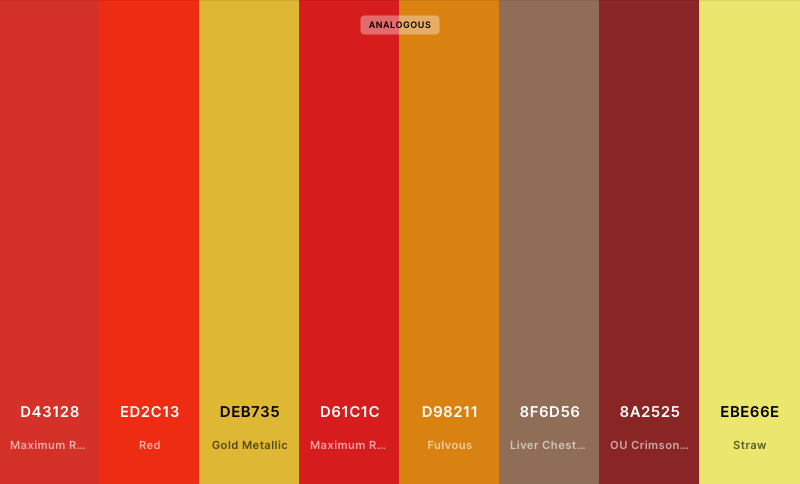 ANALOGOUS
D43128 ED2C13 DEB735 D61C1C D98211 8F6D56 8A2525 EBE66E
Maximum R... Red Gold Metallic Maximum R... Fulvous Liver Chest... OU Crimson... Straw